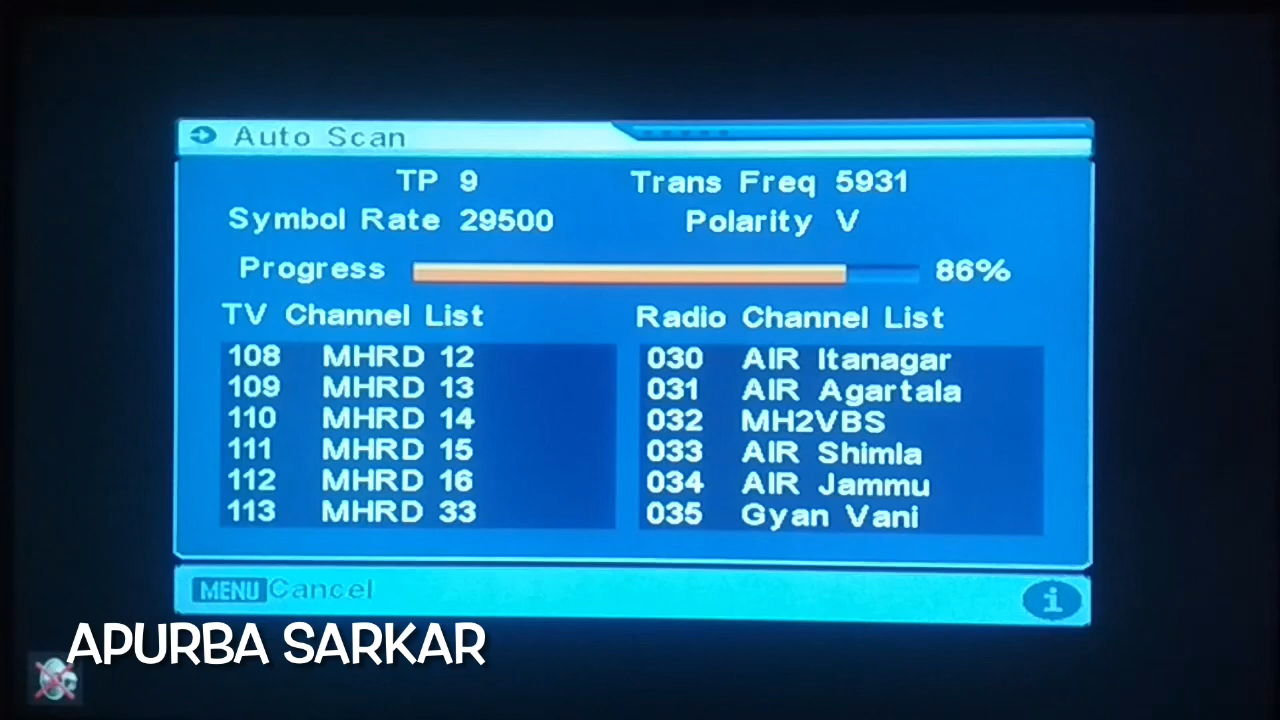 Auto Scan
TP 9 Trans Freq 5931
Symbol Rate 29500 Polarity V
Progress 86%
TV Channel List Radio Channel List
108 MHRD 12 030 AIR Itanagar
109 MHRD 13 031 AIR Agartala
110 MHRD 14 032 MH2VBS
111 MHRD 15 033 AIR Shimla
112 MHRD 16 034 AIR Jammu
113 MHRD 33 035 Gyan Vani
MENU Cancel i
APURBA SARKAR